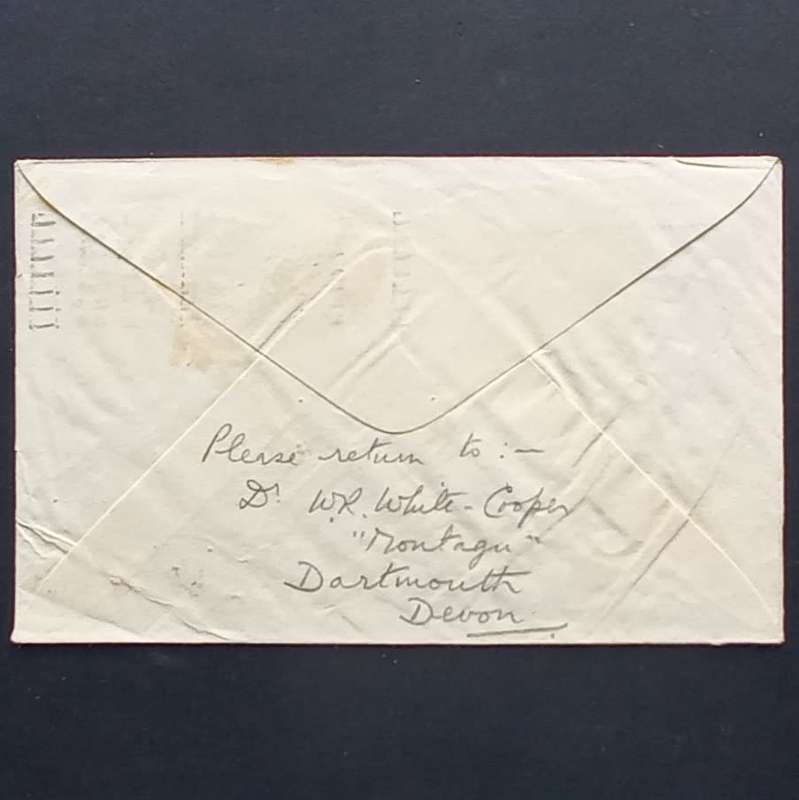 Please return to :—
Dr W.R. White-Cooper
"Montagu"
Dartmouth
Devon.